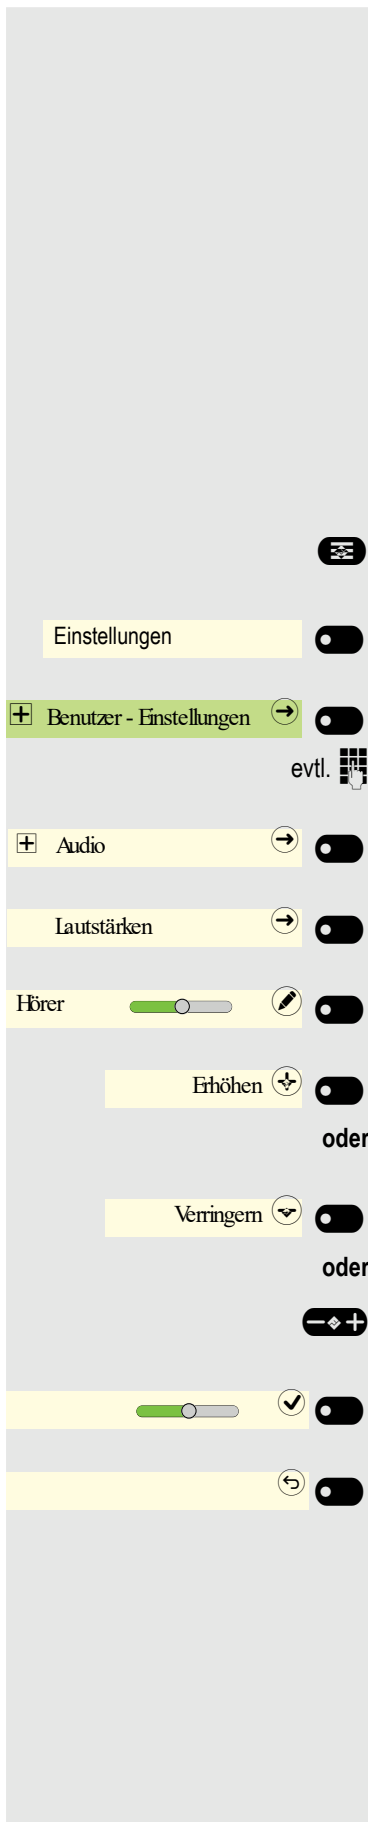 Einstellungen
Benutzer - Einstellungen
evtl.
Audio
Lautstärken
Hörer
Erhöhen
oder
Verringern
oder